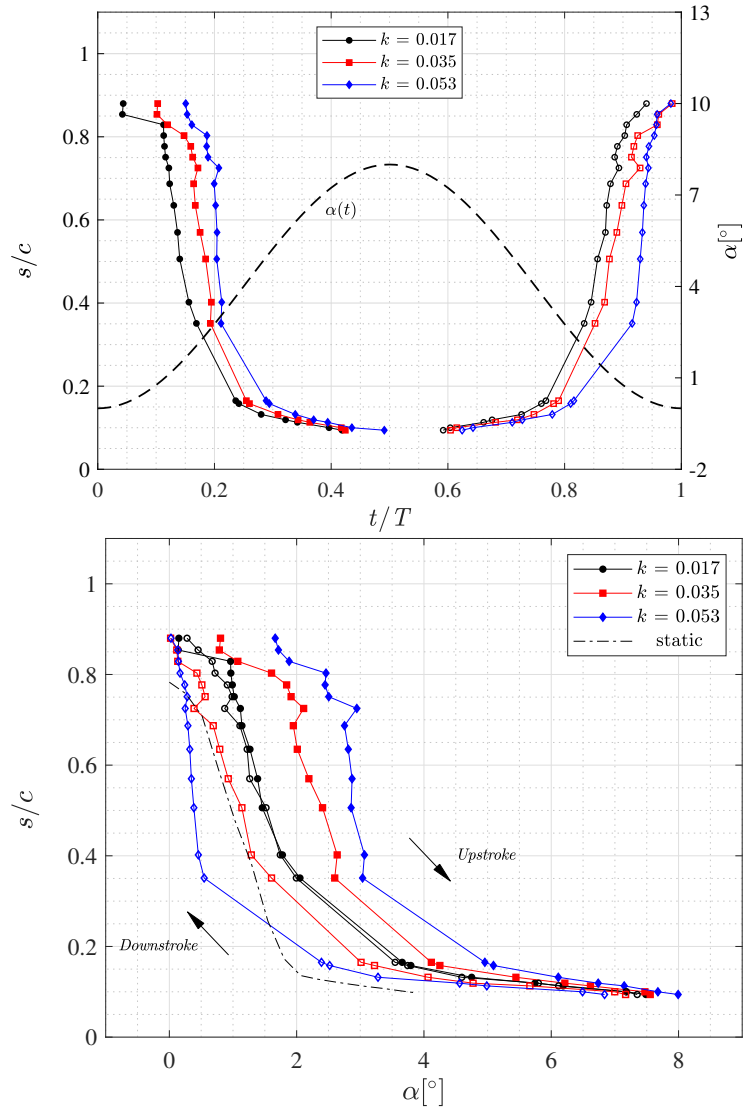 k = 0.017
k = 0.035
k = 0.053
α(t)
s/c
1
0.8
0.6
0.4
0.2
0
0 0.2 0.4 0.6 0.8 1
t/T
13
10
7
4
1
-2
α[°]
k = 0.017
k = 0.035
k = 0.053
static
Upstroke
Downstroke
s/c
1
0.8
0.6
0.4
0.2
0
0 2 4 6 8
α[°]